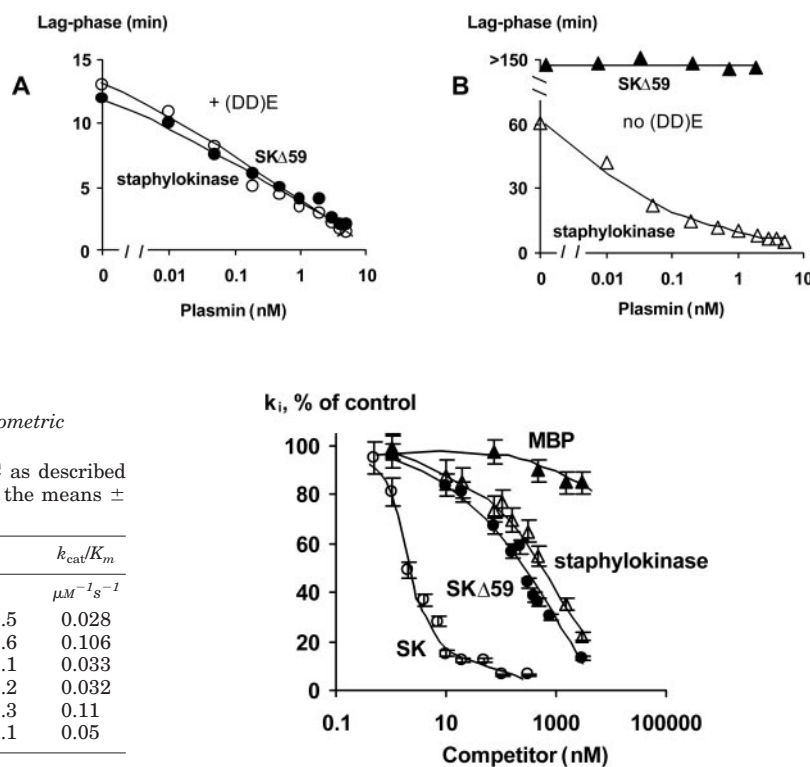 Lag-phase (min)
A
15
10
5
0
+ (DD)E
SKΔ59
staphylokinase
0 0.01 0.1 1 10
Plasmin (nM)
Lag-phase (min)
B
>150
60
30
0
SKΔ59
no (DD)E
staphylokinase
0 0.01 1 10
Plasmin (nM)
ometric
as described
the means ±
kcat/Km
μM⁻¹s⁻¹
.5 0.028
.6 0.106
.1 0.033
.2 0.032
.3 0.11
.1 0.05
ki, % of control
100
80
60
40
20
0
MBP
staphylokinase
SKΔ59
SK
0.1 10 1000 100000
Competitor (nM)